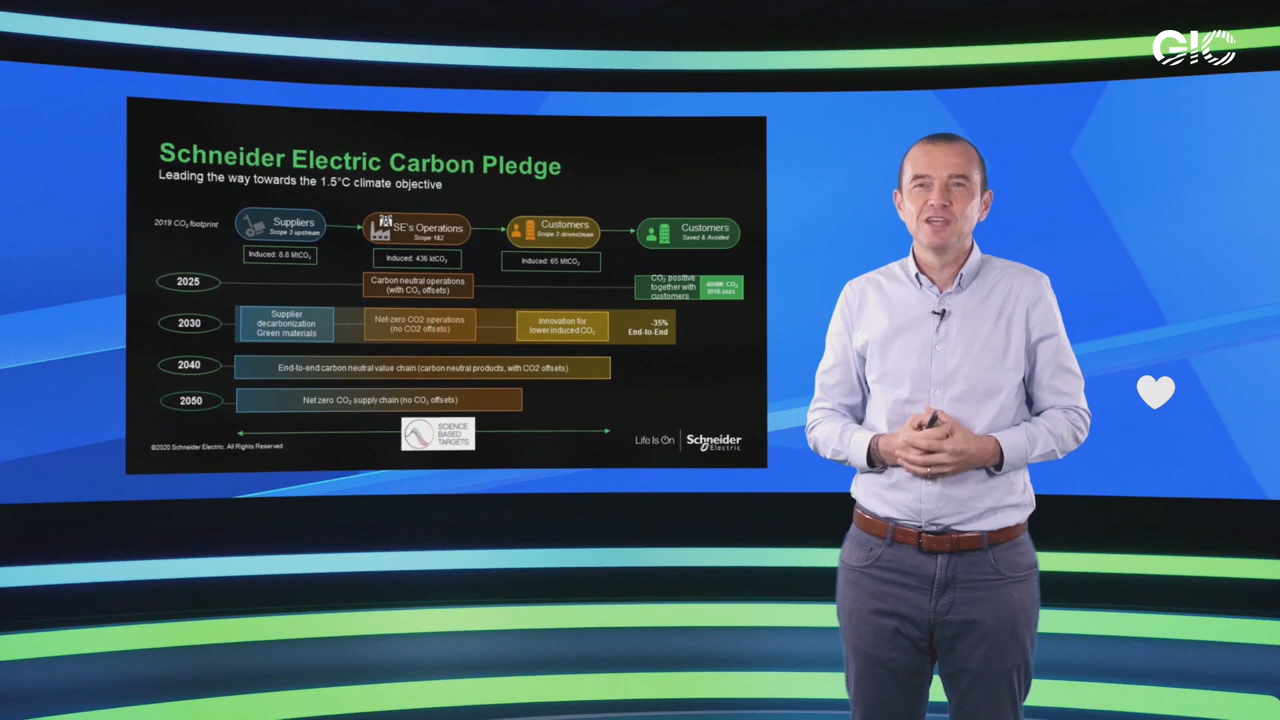 GIC
Schneider Electric Carbon Pledge
Leading the way towards the 1.5°C climate objective
2019 CO₂ footprint
Suppliers
Scope 3 upstream
SE's Operations
Scope 1&2
Customers
Scope 3 downstream
Customers
Saved & Avoided
Induced: 8.8 MtCO₂
Induced: 436 ktCO₂
Induced: 65 MtCO₂
2025
Carbon neutral operations
(with CO₂ offsets)
CO₂ positive
together with
customers
400Mt CO₂
2018-2025
2030
Supplier
decarbonization
Green materials
Net-zero CO2 operations
(no CO2 offsets)
Innovation for
lower induced CO₂
-35%
End-to-End
2040
End-to-end carbon neutral value chain (carbon neutral products, with CO2 offsets)
2050
Net zero CO₂ supply chain (no CO₂ offsets)
SCIENCE
BASED
TARGETS
©2020 Schneider Electric. All Rights Reserved
Life Is On
Schneider
Electric